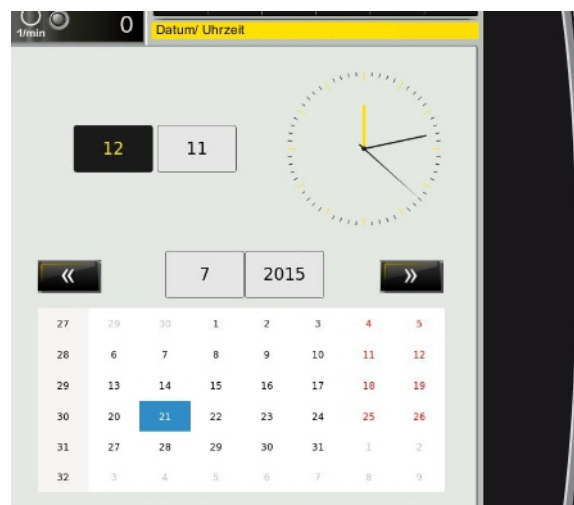 1/min 0 Datum/ Uhrzeit
12 11
« 7 2015 »
27 29 30 1 2 3 4 5
28 6 7 8 9 10 11 12
29 13 14 15 16 17 18 19
30 20 21 22 23 24 25 26
31 27 28 29 30 31 1 2
32 3 4 5 6 7 8 9